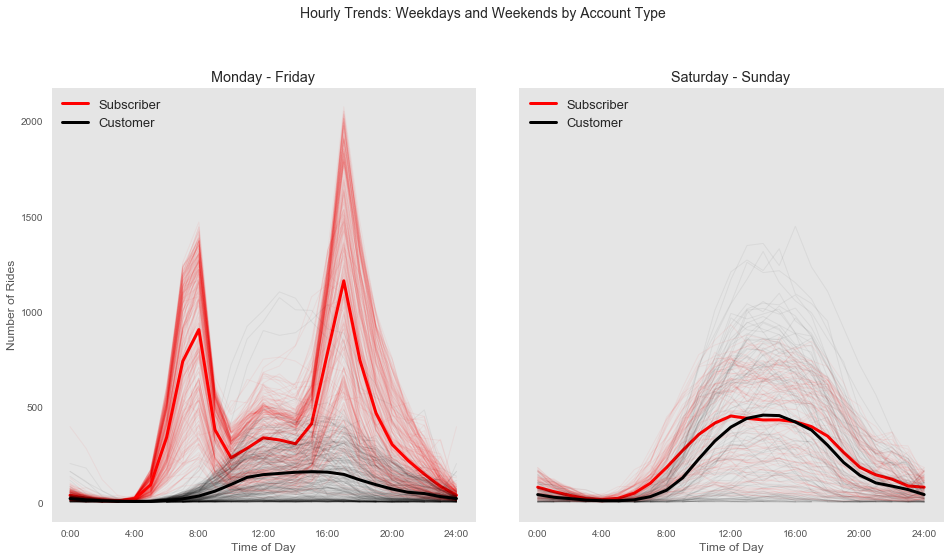 Hourly Trends: Weekdays and Weekends by Account Type
Monday - Friday
Subscriber
Customer
Number of Rides
2000
1500
1000
500
0
0:00 4:00 8:00 12:00 16:00 20:00 24:00
Time of Day
Saturday - Sunday
Subscriber
Customer
0:00 4:00 8:00 12:00 16:00 20:00 24:00
Time of Day